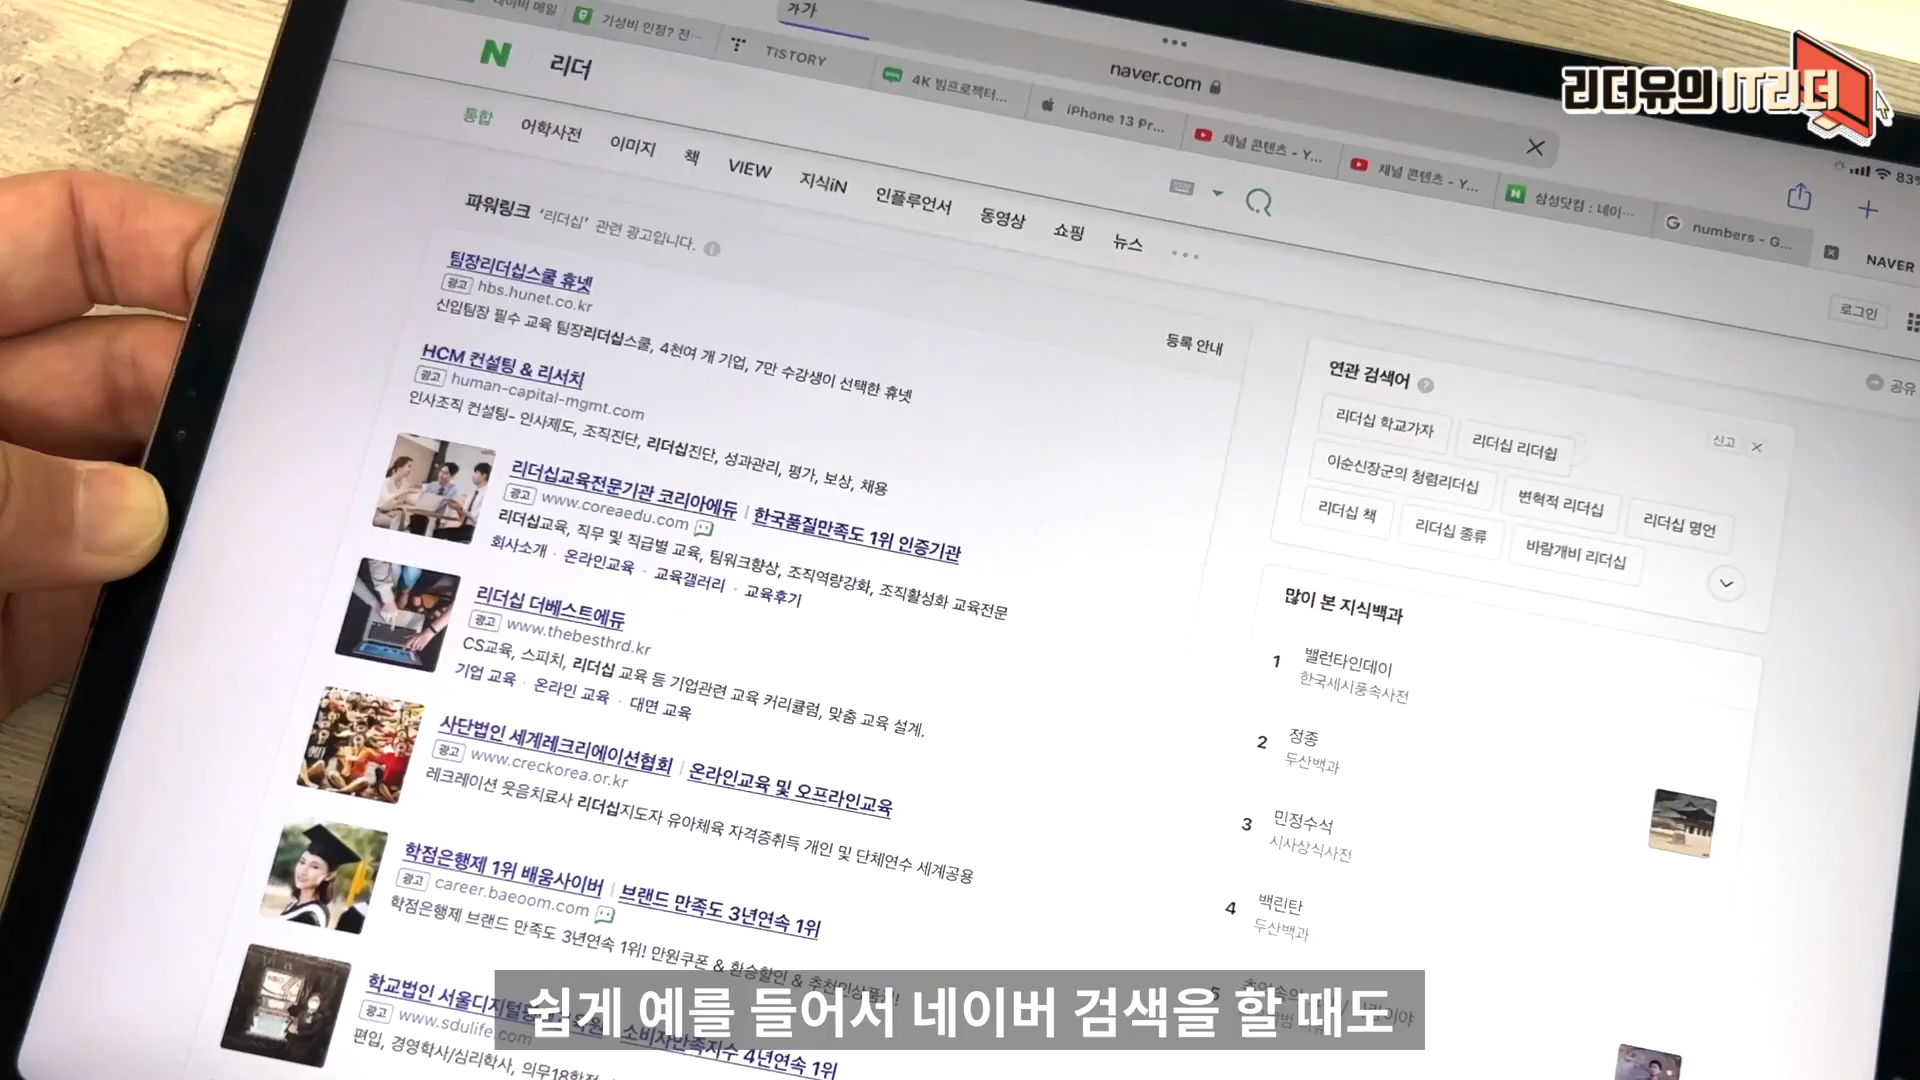 리더유의 IT리더
네이버 메일
가성비 인정? 전…
TiSTORY
4K 빔프로젝터…
iPhone 13 Pr…
채널 콘텐츠 - Y…
채널 콘텐츠 - Y…
삼성닷컴 : 네이…
numbers - G…
NAVER
가가
naver.com
83%
N 리더
로그인
통합 어학사전 이미지 책 VIEW 지식iN 인플루언서 동영상 쇼핑 뉴스
공유
파워링크 '리더십' 관련 광고입니다.
등록 안내
팀장리더십스쿨 휴넷
광고 hbs.hunet.co.kr
신입팀장 필수 교육 팀장리더십스쿨, 4천여 개 기업, 7만 수강생이 선택한 휴넷
HCM 컨설팅 & 리서치
광고 human-capital-mgmt.com
인사조직 컨설팅- 인사제도, 조직진단, 리더십진단, 성과관리, 평가, 보상, 채용
리더십교육전문기관 코리아에듀 | 한국품질만족도 1위 인증기관
광고 www.coreaedu.com
리더십교육, 직무 및 직급별 교육, 팀워크향상, 조직역량강화, 조직활성화 교육전문
회사소개 · 온라인교육 · 교육갤러리 · 교육후기
리더십 더베스트에듀
광고 www.thebesthrd.kr
CS교육, 스피치, 리더십 교육 등 기업관련 교육 커리큘럼, 맞춤 교육 설계.
기업 교육 · 온라인 교육 · 대면 교육
사단법인 세계레크리에이션협회 | 온라인교육 및 오프라인교육
광고 www.creckorea.or.kr
레크레이션 웃음치료사 리더십지도자 유아체육 자격증취득 개인 및 단체연수 세계공용
학점은행제 1위 배움사이버 | 브랜드 만족도 3년연속 1위
광고 career.baeoom.com
학점은행제 브랜드 만족도 3년연속 1위! 만원쿠폰 & 환승할인 & 추천인상품권!
학교법인 서울디지털평생교육원 소비자만족지수 4년연속 1위
광고 www.sdulife.com
편입, 경영학사/심리학사, 의무18학점
연관 검색어
신고
리더십 학교가자
리더십 리더쉽
이순신장군의 청렴리더십
변혁적 리더십
리더십 명언
리더십 책
리더십 종류
바람개비 리더십
많이 본 지식백과
1 밸런타인데이
한국세시풍속사전
2 정종
두산백과
3 민정수석
시사상식사전
4 백린탄
두산백과
5
쉽게 예를 들어서 네이버 검색을 할 때도